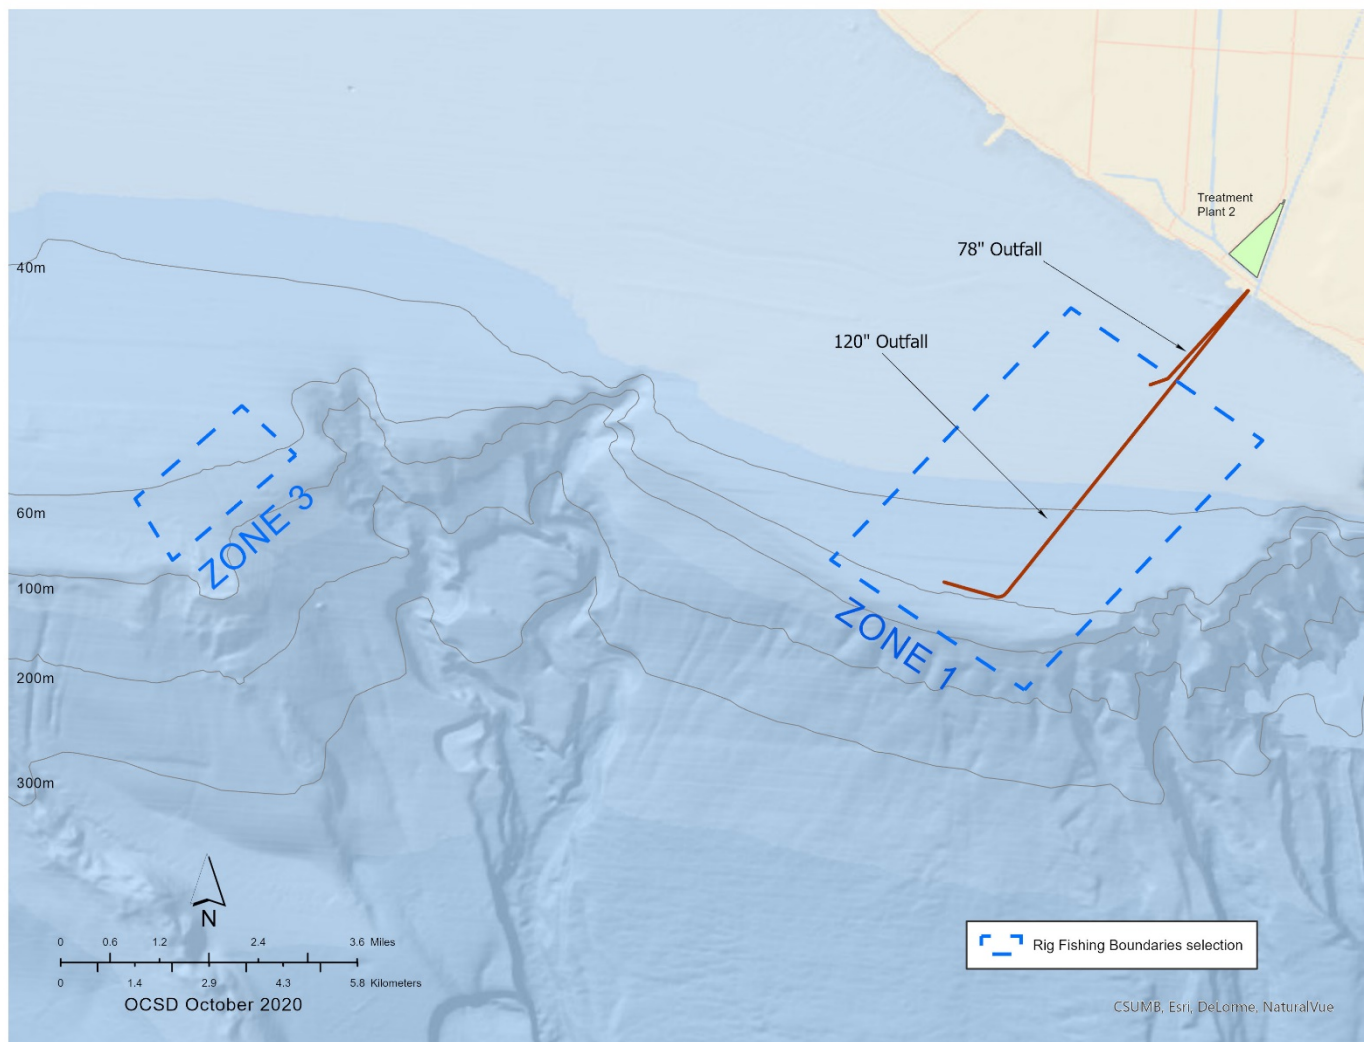 Treatment
Plant 2
78" Outfall
40m
120" Outfall
60m
ZONE 3
100m
ZONE 1
200m
300m
N
0 0.6 1.2 2.4 3.6 Miles
0 1.4 2.9 4.3 5.8 Kilometers
OCSD October 2020
Rig Fishing Boundaries selection
CSUMB, Esri, DeLorme, NaturalVue